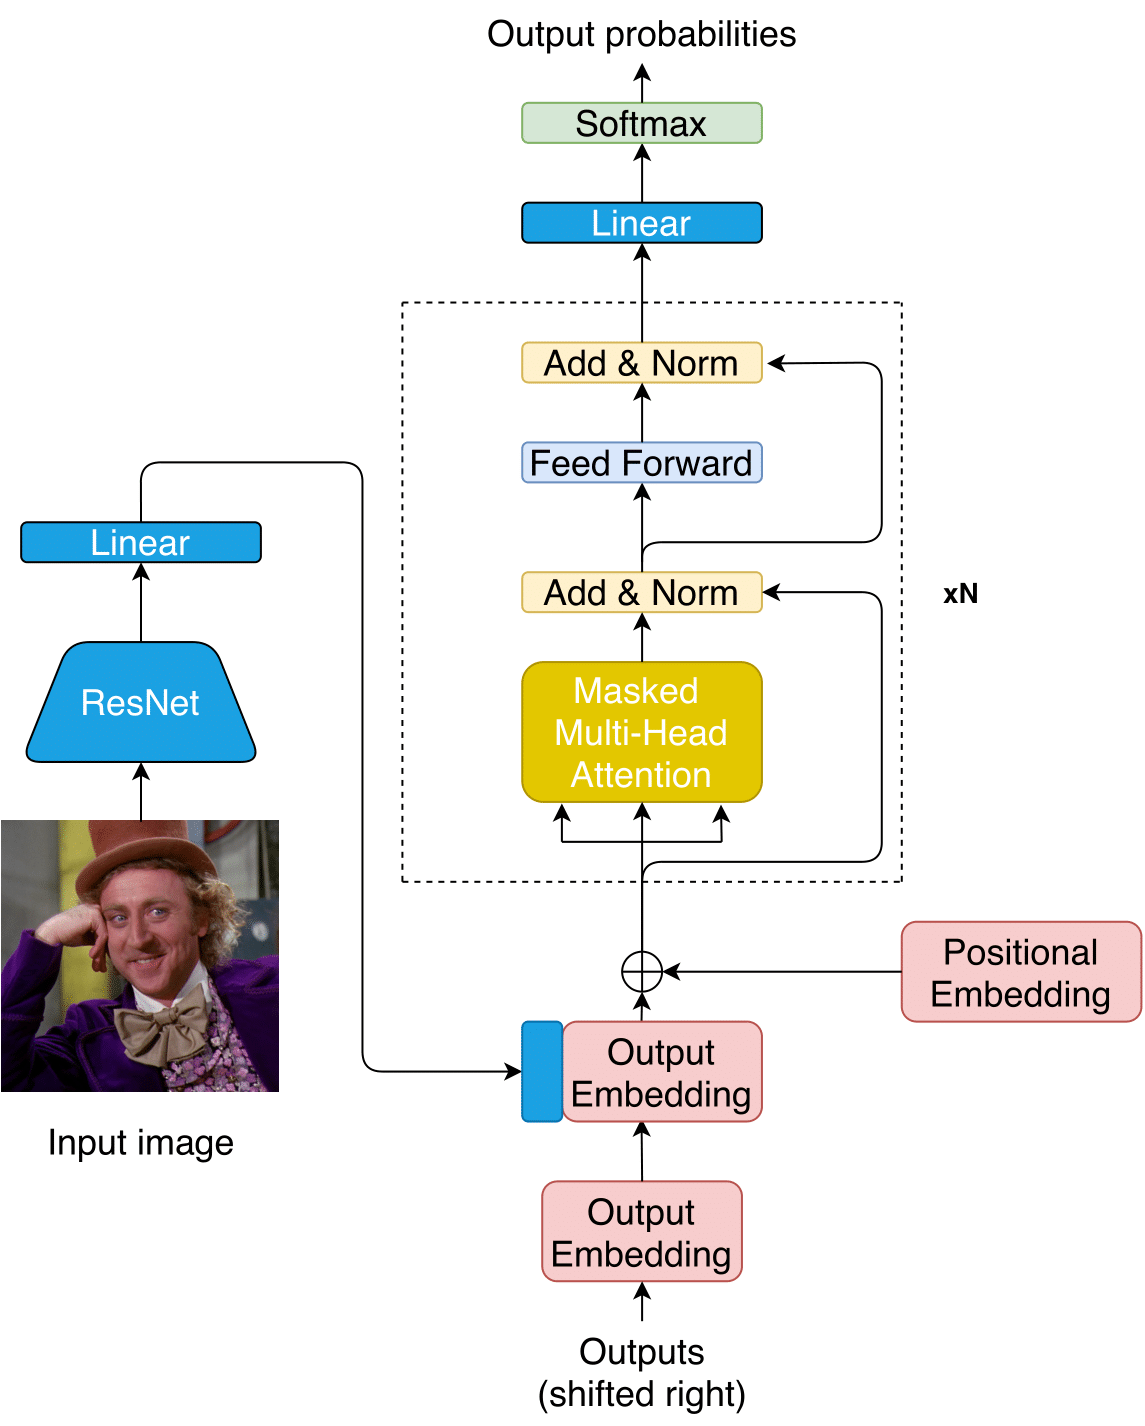 Output probabilities
Softmax
Linear
Add & Norm
Feed Forward
Add & Norm
xN
Masked
Multi-Head
Attention
Linear
ResNet
Input image
Positional
Embedding
Output
Embedding
Output
Embedding
Outputs
(shifted right)